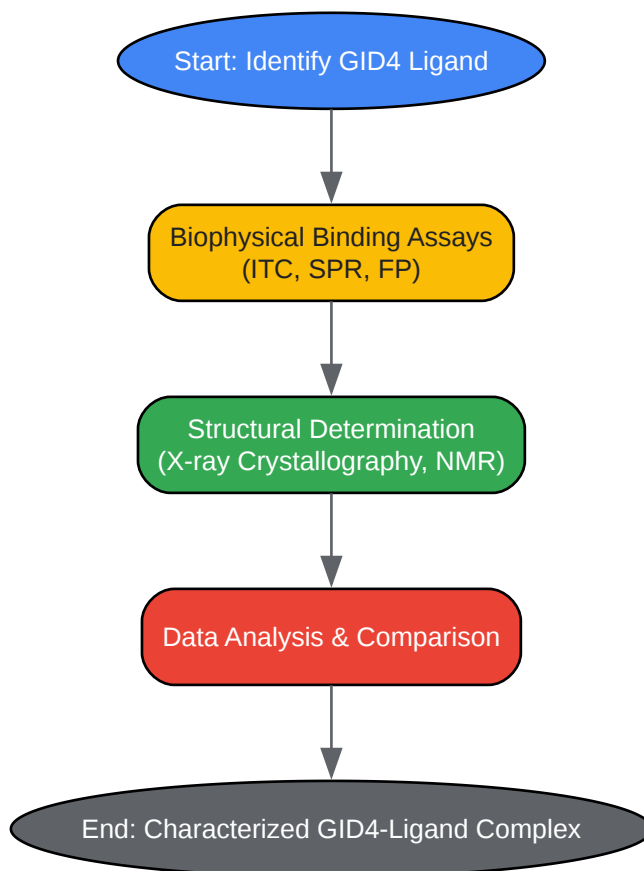 Start: Identify GID4 Ligand
Biophysical Binding Assays
(ITC, SPR, FP)
Structural Determination
(X-ray Crystallography, NMR)
Data Analysis & Comparison
End: Characterized GID4-Ligand Complex